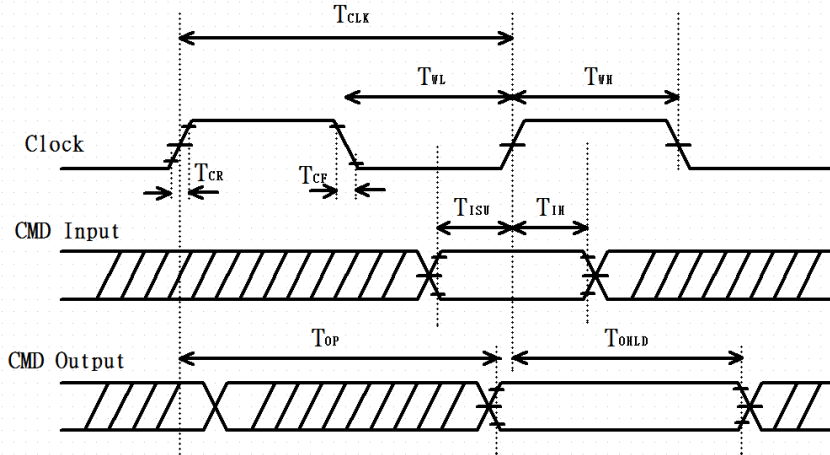 TCLK
TWL
TWH
Clock
TCR
TCF
TISU
TIH
CMD Input
TOP
TOHLD
CMD Output